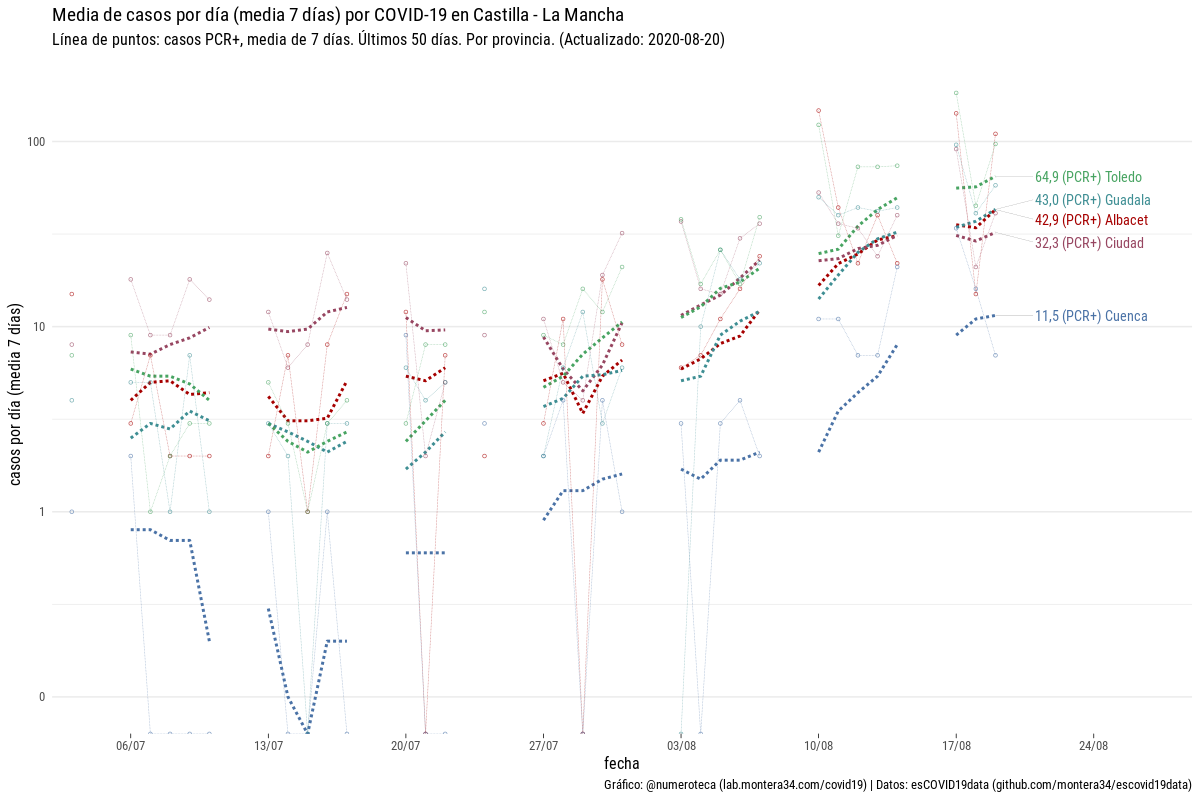 Media de casos por día (media 7 días) por COVID-19 en Castilla - La Mancha
Línea de puntos: casos PCR+, media de 7 días. Últimos 50 días. Por provincia. (Actualizado: 2020-08-20)
casos por día (media 7 días)
100
10
1
0
64,9 (PCR+) Toledo
43,0 (PCR+) Guadala
42,9 (PCR+) Albacet
32,3 (PCR+) Ciudad
11,5 (PCR+) Cuenca
06/07 13/07 20/07 27/07 03/08 10/08 17/08 24/08
fecha
Gráfico: @numeroteca (lab.montera34.com/covid19) | Datos: esCOVID19data (github.com/montera34/escovid19data)